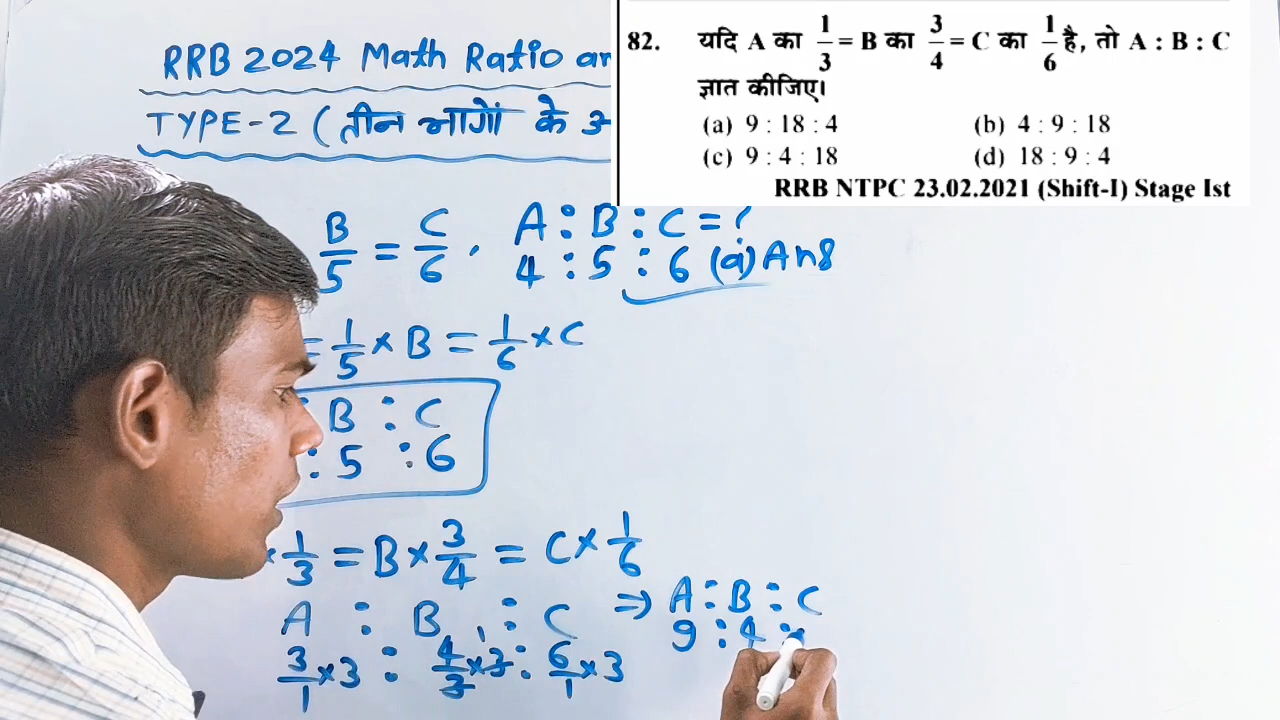 RRB 2024 Math Ratio an
TYPE-2 (तीन भागों के अ
82. यदि A का 1/3 = B का 3/4 = C का 1/6 है, तो A : B : C
ज्ञात कीजिए।
(a) 9 : 18 : 4 (b) 4 : 9 : 18
(c) 9 : 4 : 18 (d) 18 : 9 : 4
RRB NTPC 23.02.2021 (Shift-I) Stage Ist
B/5 = C/6 , A : B : C = ?
4 : 5 : 6 (a) Ans
= 1/5 × B = 1/6 × C
B : C
: 5 : 6
× 1/3 = B × 3/4 = C × 1/6
A : B : C ⇒ A : B : C
3/1 × 3 : 4/3 × 3 1 : 6/1 × 3 9 : 4 :